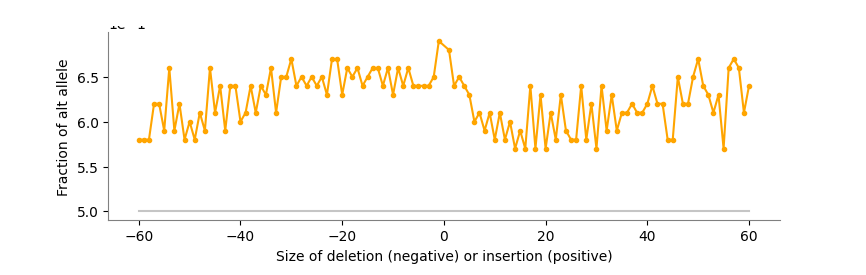 6.5
6.0
5.5
5.0
Fraction of alt allele
−60 −40 −20 0 20 40 60
Size of deletion (negative) or insertion (positive)